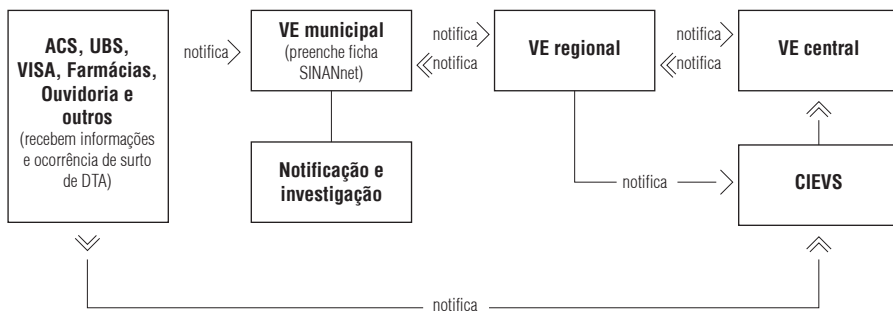 ACS, UBS,
VISA, Farmácias,
Ouvidoria e
outros
(recebem informações
e ocorrência de surto
de DTA)
notifica
VE municipal
(preenche ficha
SINANnet)
Notificação e
investigação
notifica
notifica
VE regional
notifica
notifica
VE central
notifica
CIEVS
notifica